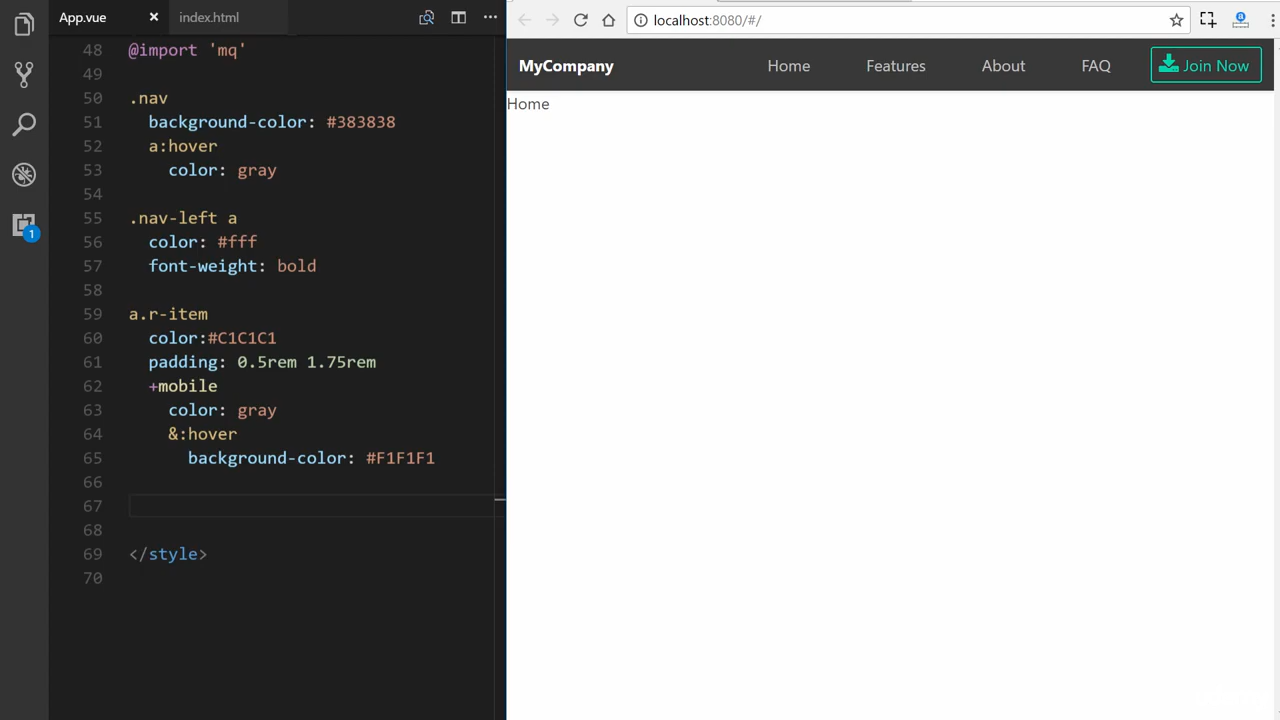 App.vue
index.html
localhost:8080/#/
48 @import 'mq'
49
50 .nav
51 background-color: #383838
52 a:hover
53 color: gray
54
55 .nav-left a
56 color: #fff
57 font-weight: bold
58
59 a.r-item
60 color:#C1C1C1
61 padding: 0.5rem 1.75rem
62 +mobile
63 color: gray
64 &:hover
65 background-color: #F1F1F1
66
67
68
69 </style>
70
1
MyCompany Home Features About FAQ Join Now
Home